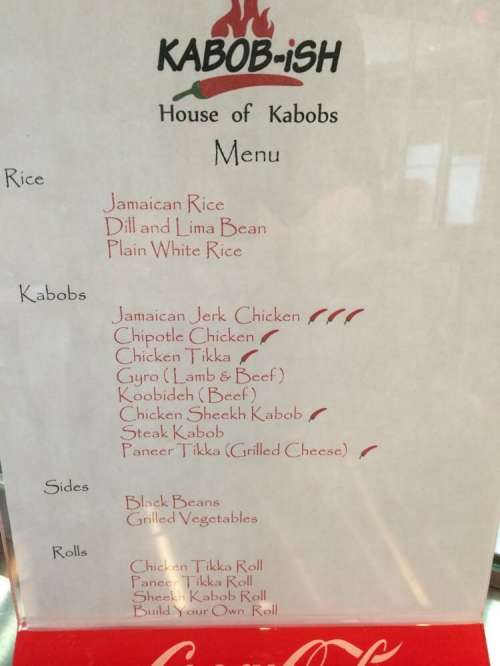 KABOB-iSH
House of Kabobs
Menu
Rice
Jamaican Rice
Dill and Lima Bean
Plain White Rice
Kabobs
Jamaican Jerk Chicken
Chipotle Chicken
Chicken Tikka
Gyro (Lamb & Beef)
Koobideh (Beef)
Chicken Sheekh Kabob
Steak Kabob
Paneer Tikka (Grilled Cheese)
Sides
Black Beans
Grilled Vegetables
Rolls
Chicken Tikka Roll
Paneer Tikka Roll
Sheekh Kabob Roll
Build Your Own Roll
Coca-Cola